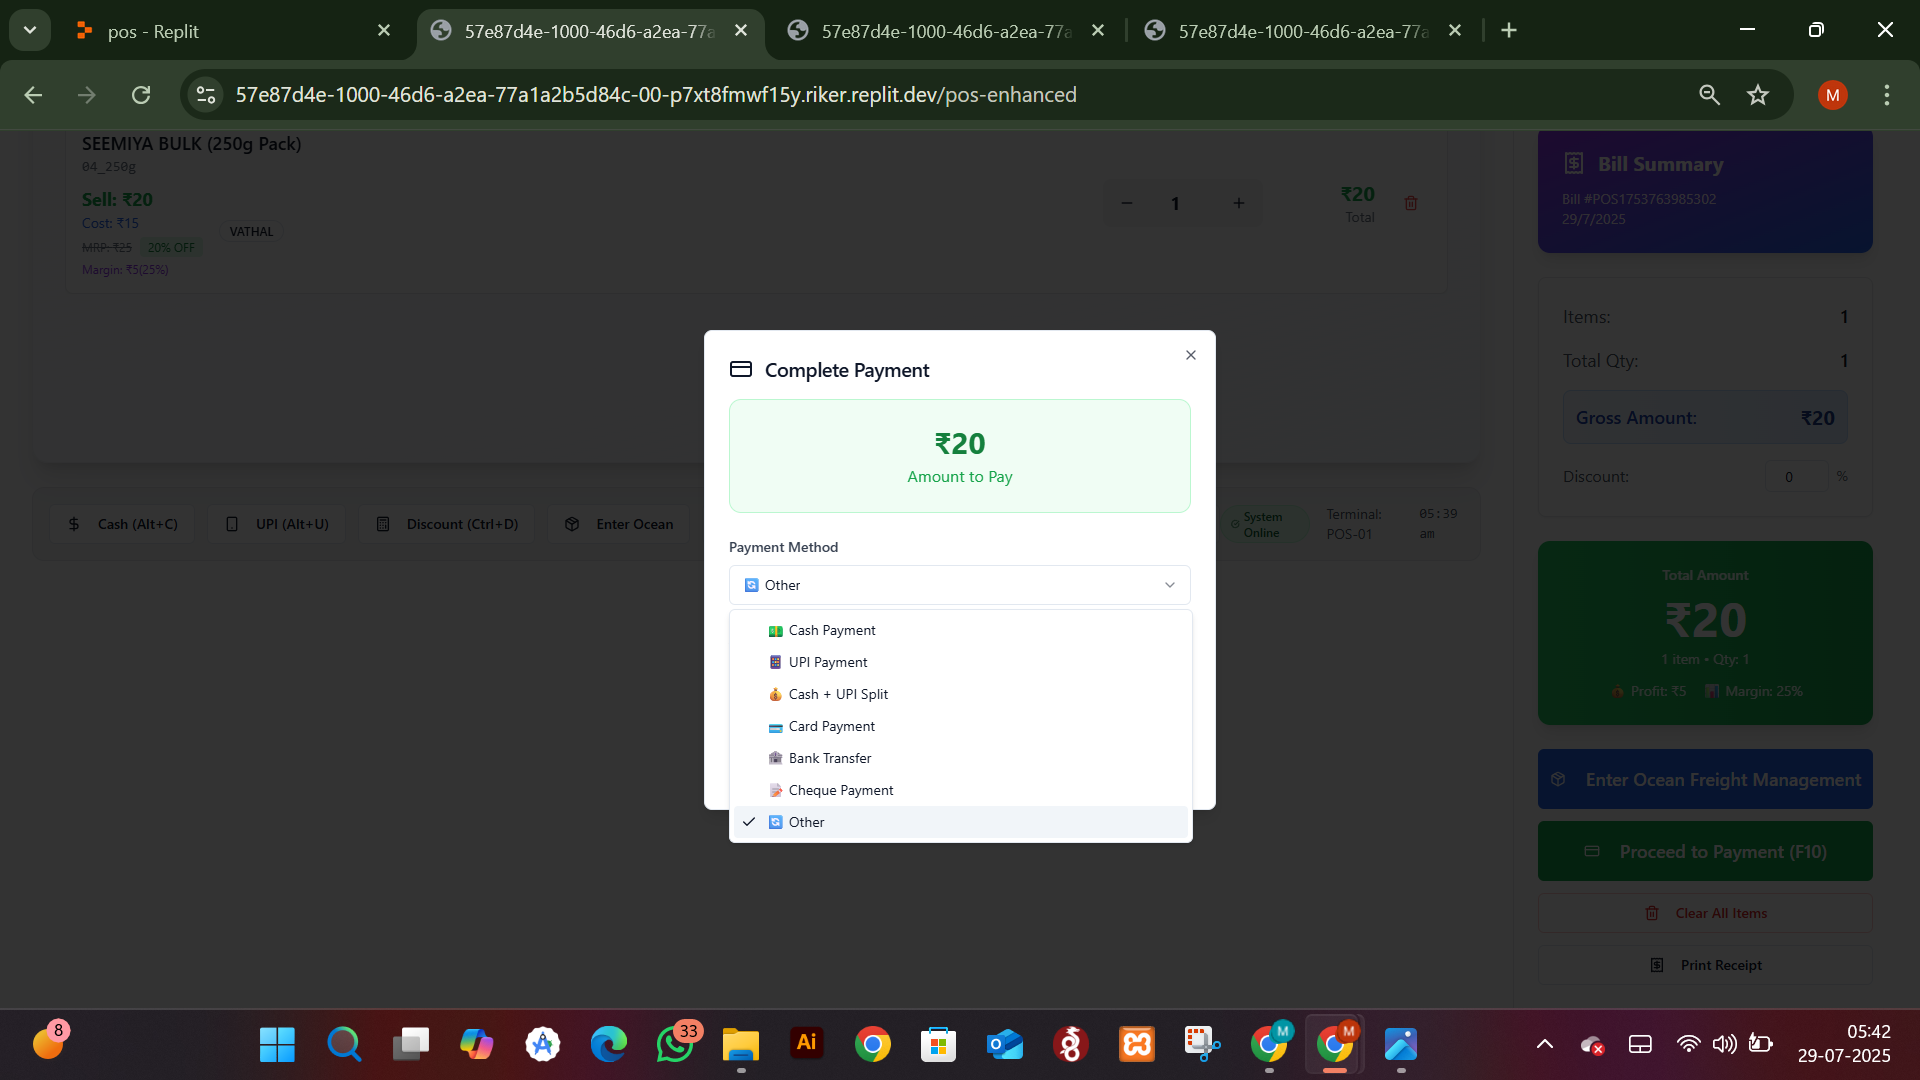 pos - Replit
57e87d4e-1000-46d6-a2ea-77a
57e87d4e-1000-46d6-a2ea-77a
57e87d4e-1000-46d6-a2ea-77a
57e87d4e-1000-46d6-a2ea-77a1a2b5d84c-00-p7xt8fmwf15y.riker.replit.dev/pos-enhanced
M
SEEMIYA BULK (250g Pack)
04_250g
Sell: ₹20
Cost: ₹15
MRP: ₹25 20% OFF
Margin: ₹5(25%)
VATHAL
1
₹20
Total
Bill Summary
Bill #POS1753763985302
29/7/2025
Items: 1
Total Qty: 1
Gross Amount: ₹20
Discount: 0 %
Complete Payment
₹20
Amount to Pay
Payment Method
Other
Cash Payment
UPI Payment
Cash + UPI Split
Card Payment
Bank Transfer
Cheque Payment
Other
Cash (Alt+C)
UPI (Alt+U)
Discount (Ctrl+D)
Enter Ocean
System
Online
Terminal:
POS-01
05:39
am
Total Amount
₹20
1 item • Qty: 1
Profit: ₹5 Margin: 25%
Enter Ocean Freight Management
Proceed to Payment (F10)
Clear All Items
Print Receipt
8
33
Ai
M
M
05:42
29-07-2025